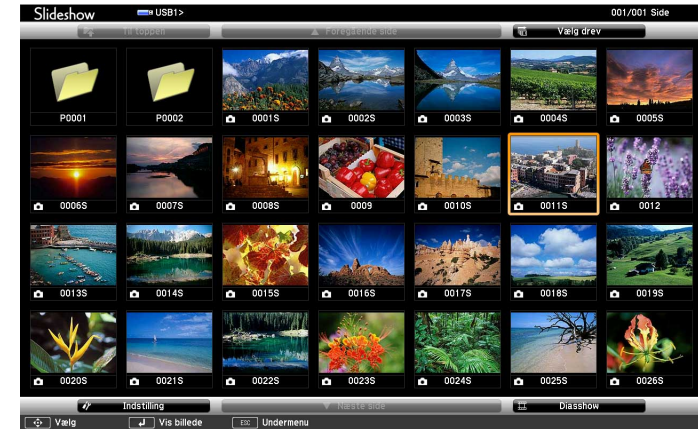 Slideshow USB1> 001/001 Side
Til toppen Foregående side Vælg drev
P0001 P0002 0001S 0002S 0003S 0004S 0005S
0006S 0007S 0008S 0009 0010S 0011S 0012
0013S 0014S 0015S 0016S 0017S 0018S 0019S
0020S 0021S 0022S 0023S 0024S 0025S 0026S
Indstilling Næste side Diasshow
Vælg Vis billede ESC Undermenu